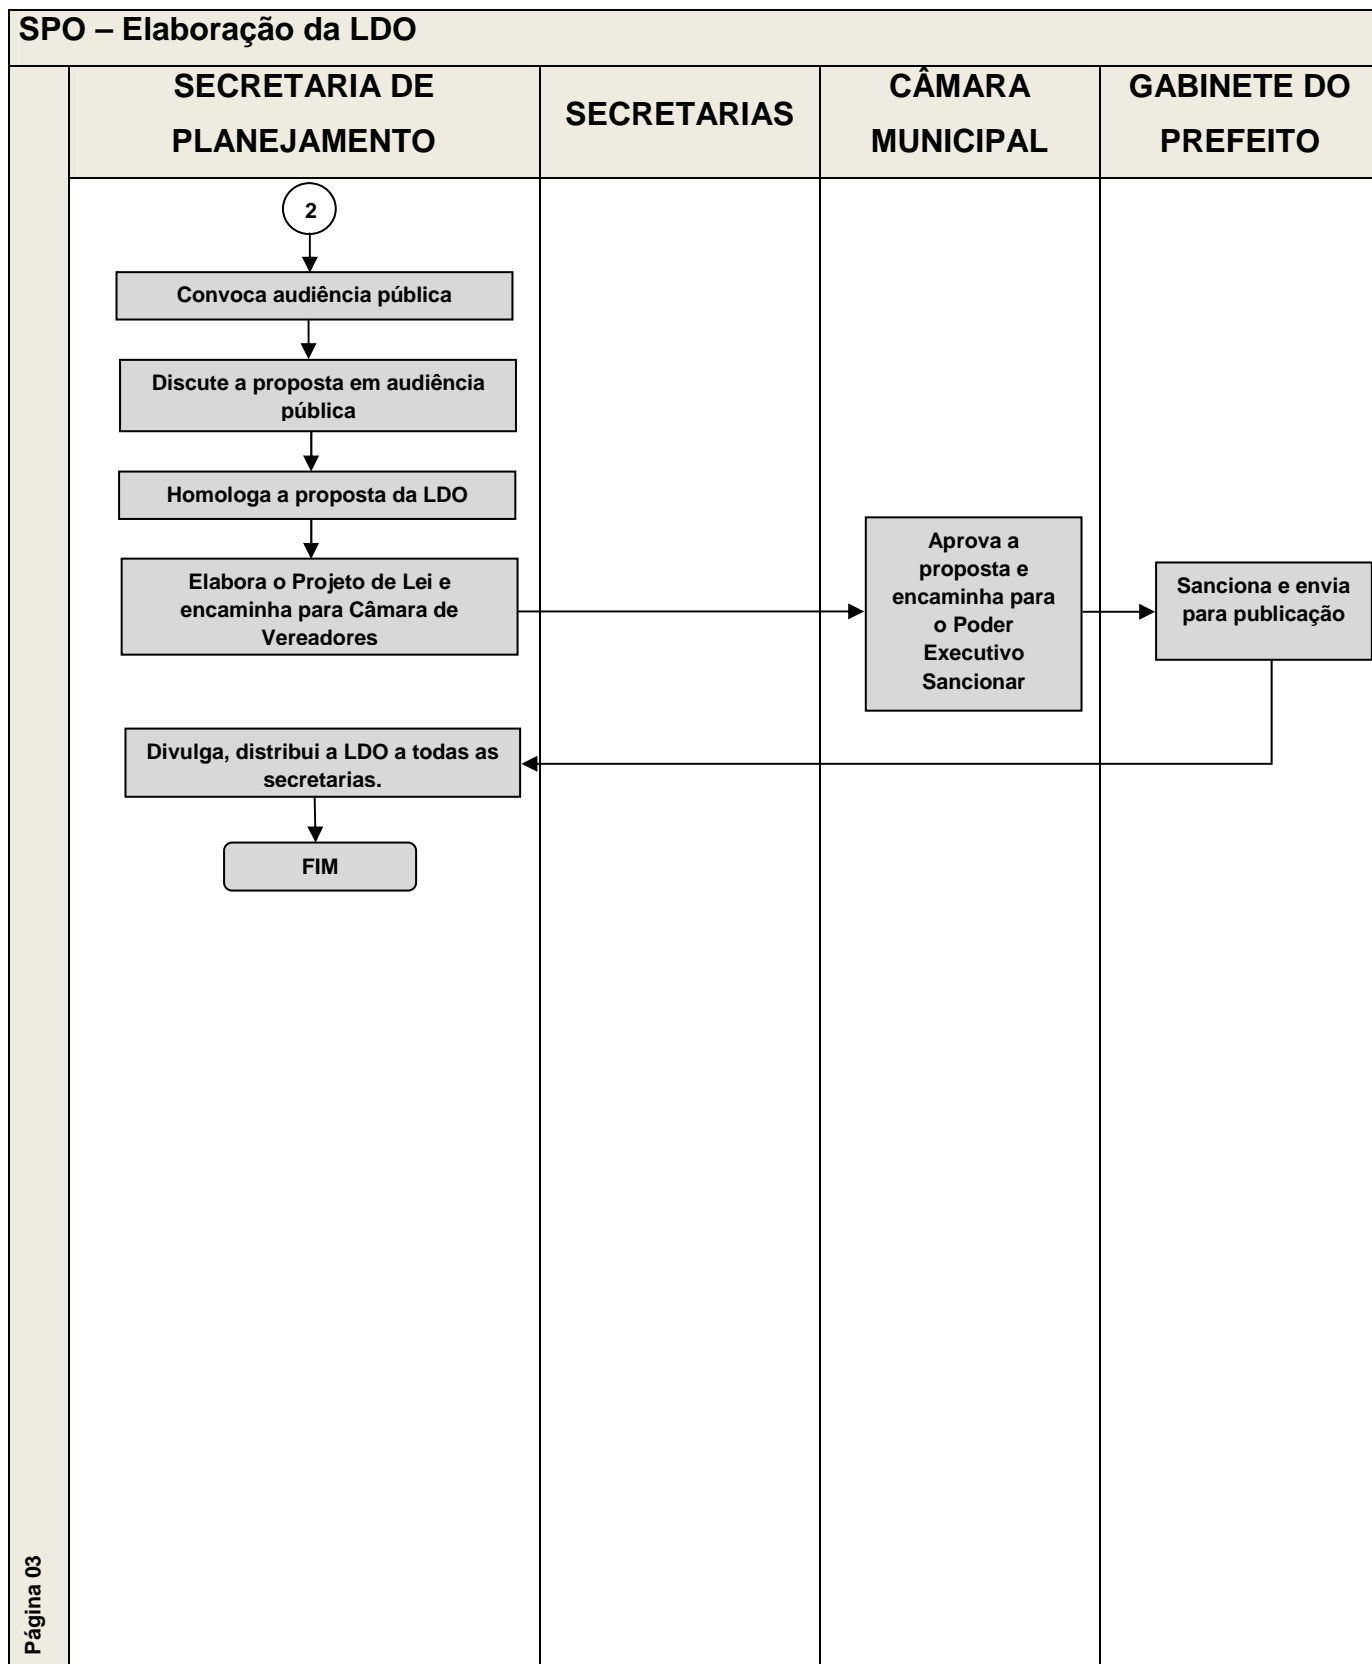 SPO – Elaboração da LDO
SECRETARIA DE
PLANEJAMENTO
SECRETARIAS
CÂMARA
MUNICIPAL
GABINETE DO
PREFEITO
2
Convoca audiência pública
Discute a proposta em audiência
pública
Homologa a proposta da LDO
Elabora o Projeto de Lei e
encaminha para Câmara de
Vereadores
Aprova a
proposta e
encaminha para
o Poder
Executivo
Sancionar
Sanciona e envia
para publicação
Divulga, distribui a LDO a todas as
secretarias.
FIM
Página 03